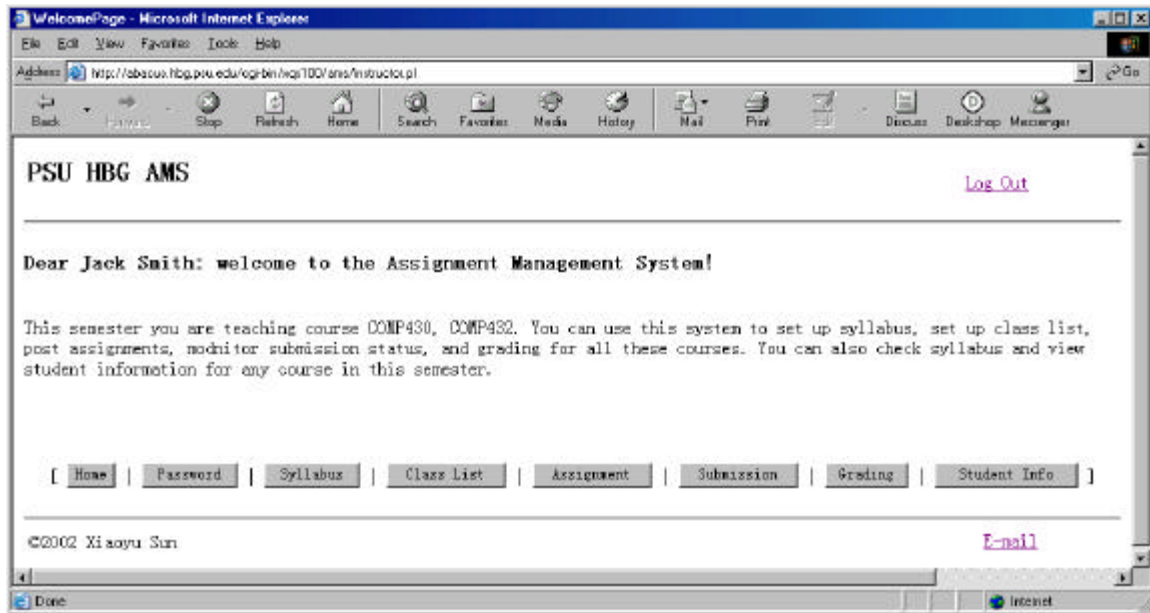 WelcomePage - Microsoft Internet Explorer
File Edit View Favorites Tools Help
Address http://abacus.hbg.psu.edu/cgi-bin/xqs100/ams/instructor.pl Go
Back Forward Stop Refresh Home Search Favorites Media History Mail Print Edit Discuss Deskshop Messenger
PSU HBG AMS
Log Out
Dear Jack Smith: welcome to the Assignment Management System!
This semester you are teaching course COMP430, COMP432. You can use this system to set up syllabus, set up class list,
post assignments, modnitor submission status, and grading for all these courses. You can also check syllabus and view
student information for any course in this semester.
[ Home | Password | Syllabus | Class List | Assignment | Submission | Grading | Student Info ]
©2002 Xiaoyu Sun
E-mail
Done Internet